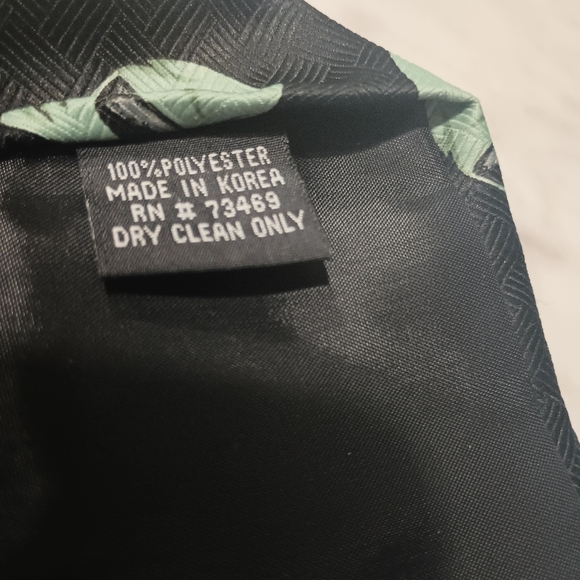 100%POLYESTER
MADE IN KOREA
RN # 73469
DRY CLEAN ONLY